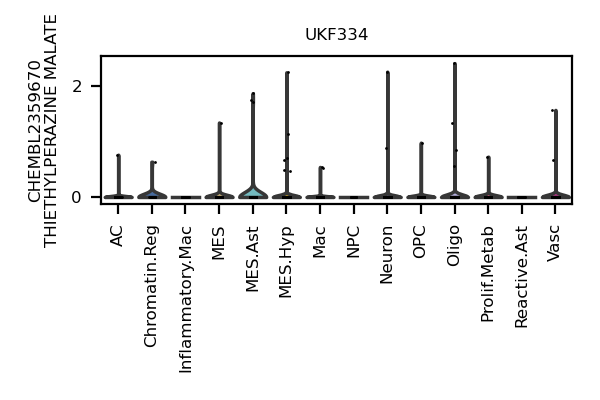 UKF334
CHEMBL2359670
THIETHYLPERAZINE MALATE
2
0
AC
Chromatin.Reg
Inflammatory.Mac
MES
MES.Ast
MES.Hyp
Mac
NPC
Neuron
OPC
Oligo
Prolif.Metab
Reactive.Ast
Vasc